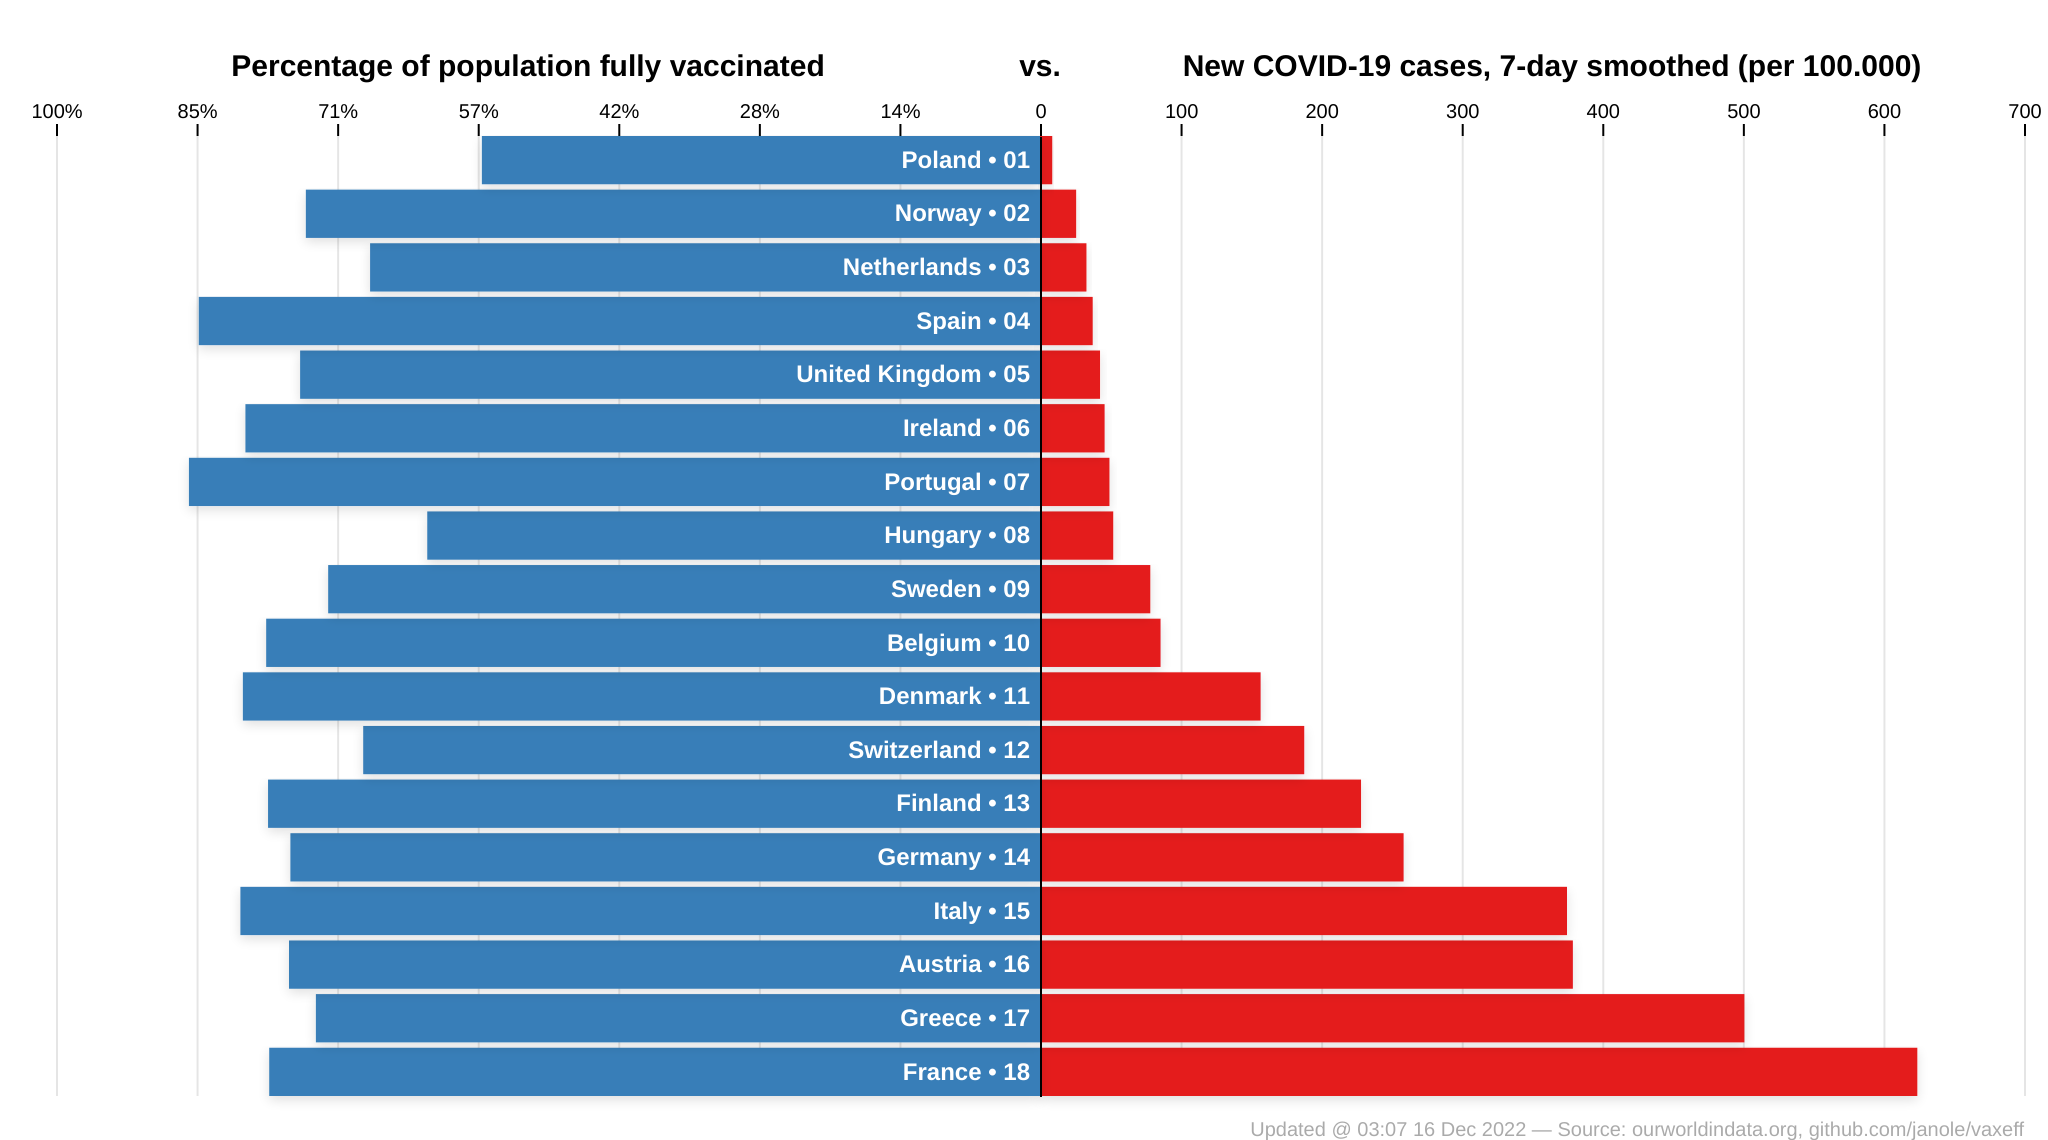 Percentage of population fully vaccinated vs. New COVID-19 cases, 7-day smoothed (per 100.000)
100% 85% 71% 57% 42% 28% 14% 0 100 200 300 400 500 600 700
Poland • 01
Norway • 02
Netherlands • 03
Spain • 04
United Kingdom • 05
Ireland • 06
Portugal • 07
Hungary • 08
Sweden • 09
Belgium • 10
Denmark • 11
Switzerland • 12
Finland • 13
Germany • 14
Italy • 15
Austria • 16
Greece • 17
France • 18
Updated @ 03:07 16 Dec 2022 — Source: ourworldindata.org, github.com/janole/vaxeff